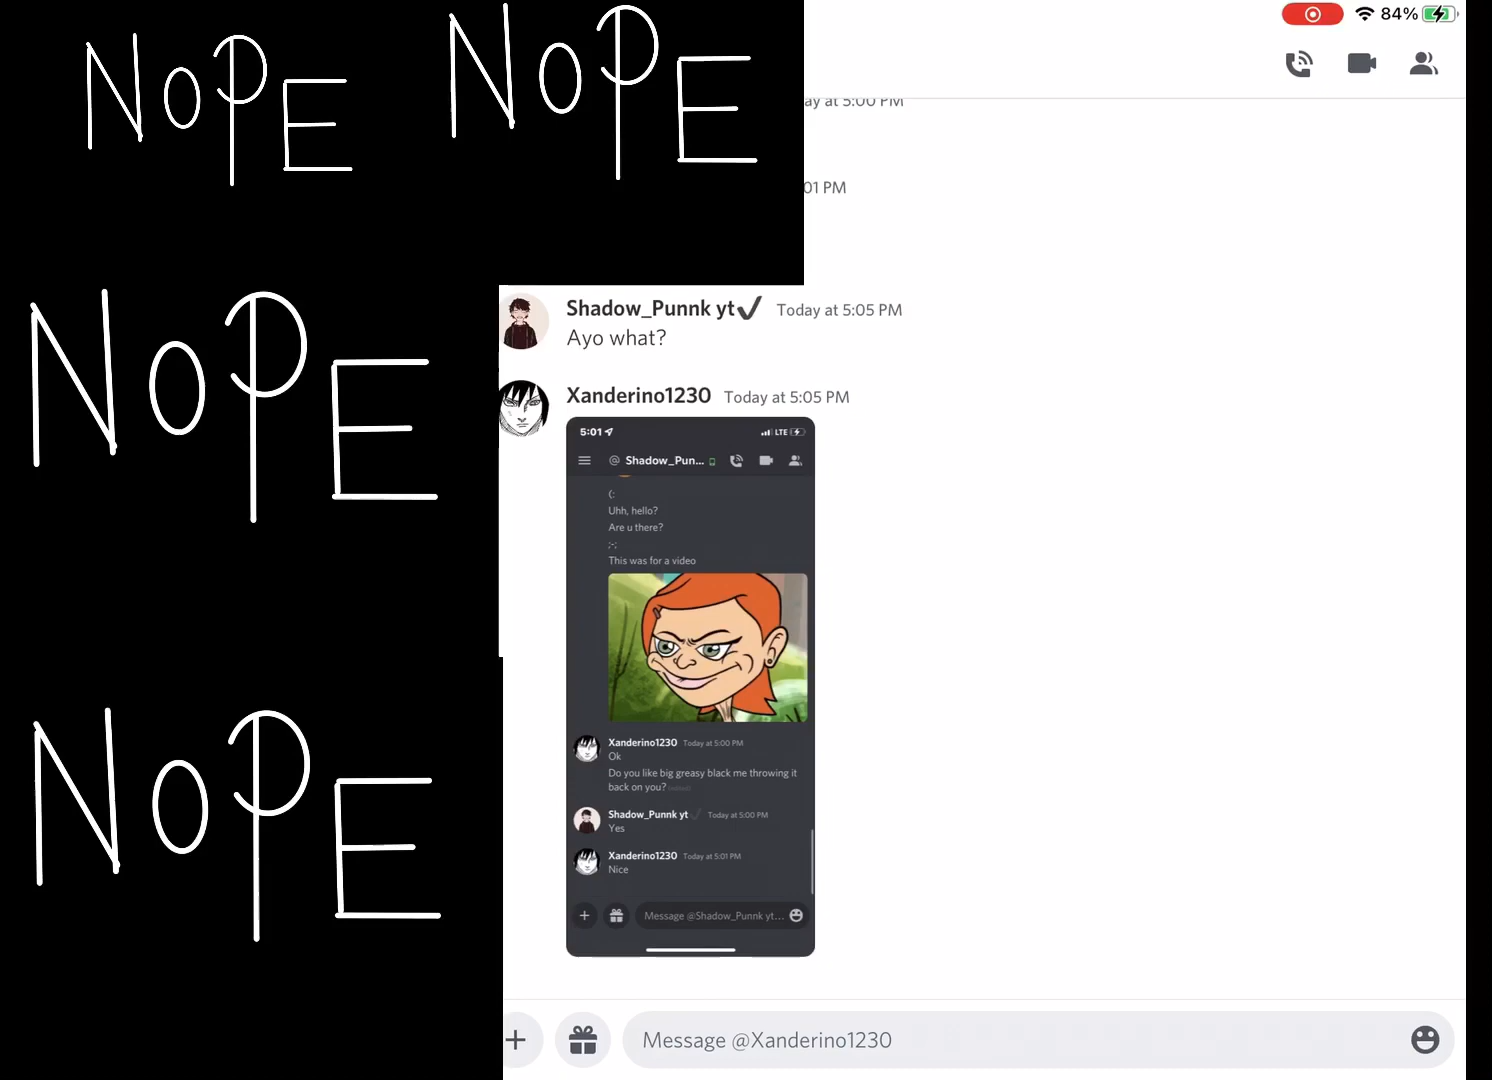 NOPE
NOPE
NOPE
NOPE
84%
ay at 5:00 PM
01 PM
Shadow_Punnk yt Today at 5:05 PM
Ayo what?
Xanderino1230 Today at 5:05 PM
5:01 LTE
@ Shadow_Pun...
(:
Uhh, hello?
Are u there?
;-;
This was for a video
Xanderino1230 Today at 5:00 PM
Ok
Do you like big greasy black me throwing it
back on you? (edited)
Shadow_Punnk yt Today at 5:00 PM
Yes
Xanderino1230 Today at 5:01 PM
Nice
Message @Shadow_Punnk yt...
Message @Xanderino1230